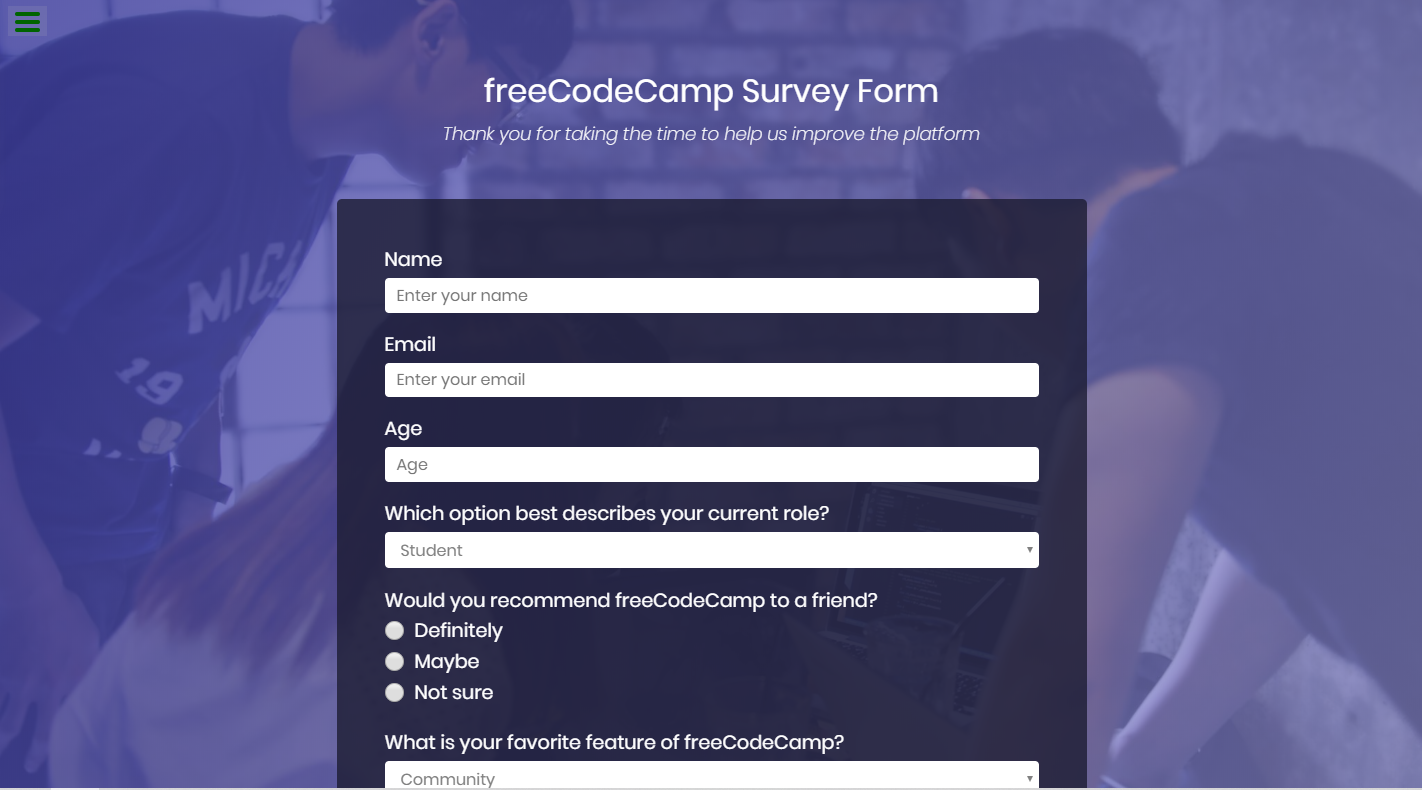 freeCodeCamp Survey Form
Thank you for taking the time to help us improve the platform
MICH
Name
Enter your name
Email
Enter your email
19
Age
Age
Which option best describes your current role?
Student
Would you recommend freeCodeCamp to a friend?
Definitely
Maybe
Not sure
What is your favorite feature of freeCodeCamp?
Community